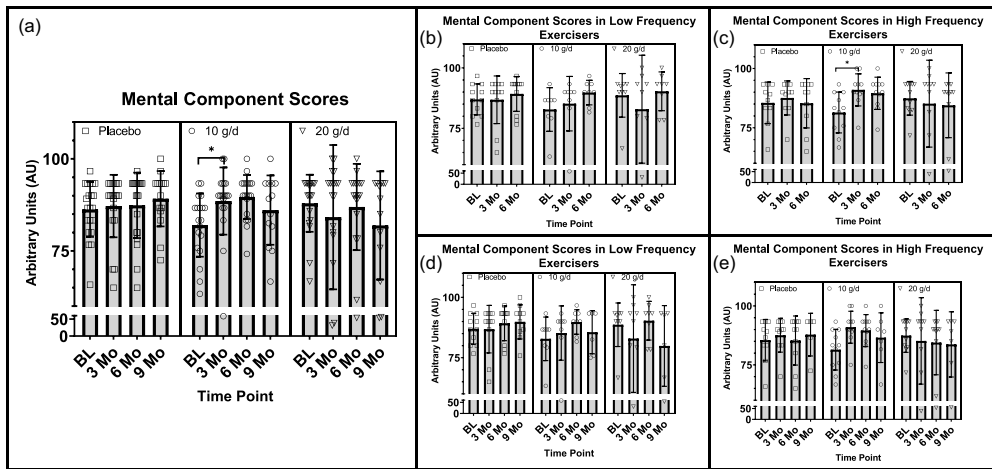 (a)
Mental Component Scores
Placebo
10 g/d
20 g/d
*
Arbitrary Units (AU)
100
75
50
0
BL
3 Mo
6 Mo
9 Mo
BL
3 Mo
6 Mo
9 Mo
BL
3 Mo
6 Mo
9 Mo
Time Point
(b)
Mental Component Scores in Low Frequency
Exercisers
Placebo
10 g/d
20 g/d
Arbitrary Units (AU)
100
75
50
0
BL
3 Mo
6 Mo
BL
3 Mo
6 Mo
BL
3 Mo
6 Mo
Time Point
(c)
Mental Component Scores in High Frequency
Exercisers
Placebo
10 g/d
20 g/d
*
Arbitrary Units (AU)
100
75
50
0
BL
3 Mo
6 Mo
BL
3 Mo
6 Mo
BL
3 Mo
6 Mo
Time Point
(d)
Mental Component Scores in Low Frequency
Exercisers
Placebo
10 g/d
20 g/d
Arbitrary Units (AU)
100
75
50
0
BL
3 Mo
6 Mo
9 Mo
BL
3 Mo
6 Mo
9 Mo
BL
3 Mo
6 Mo
9 Mo
Time Point
(e)
Mental Component Scores in High Frequency
Exercisers
Placebo
10 g/d
20 g/d
Arbitrary Units (AU)
100
75
50
0
BL
3 Mo
6 Mo
9 Mo
BL
3 Mo
6 Mo
9 Mo
BL
3 Mo
6 Mo
9 Mo
Time Point